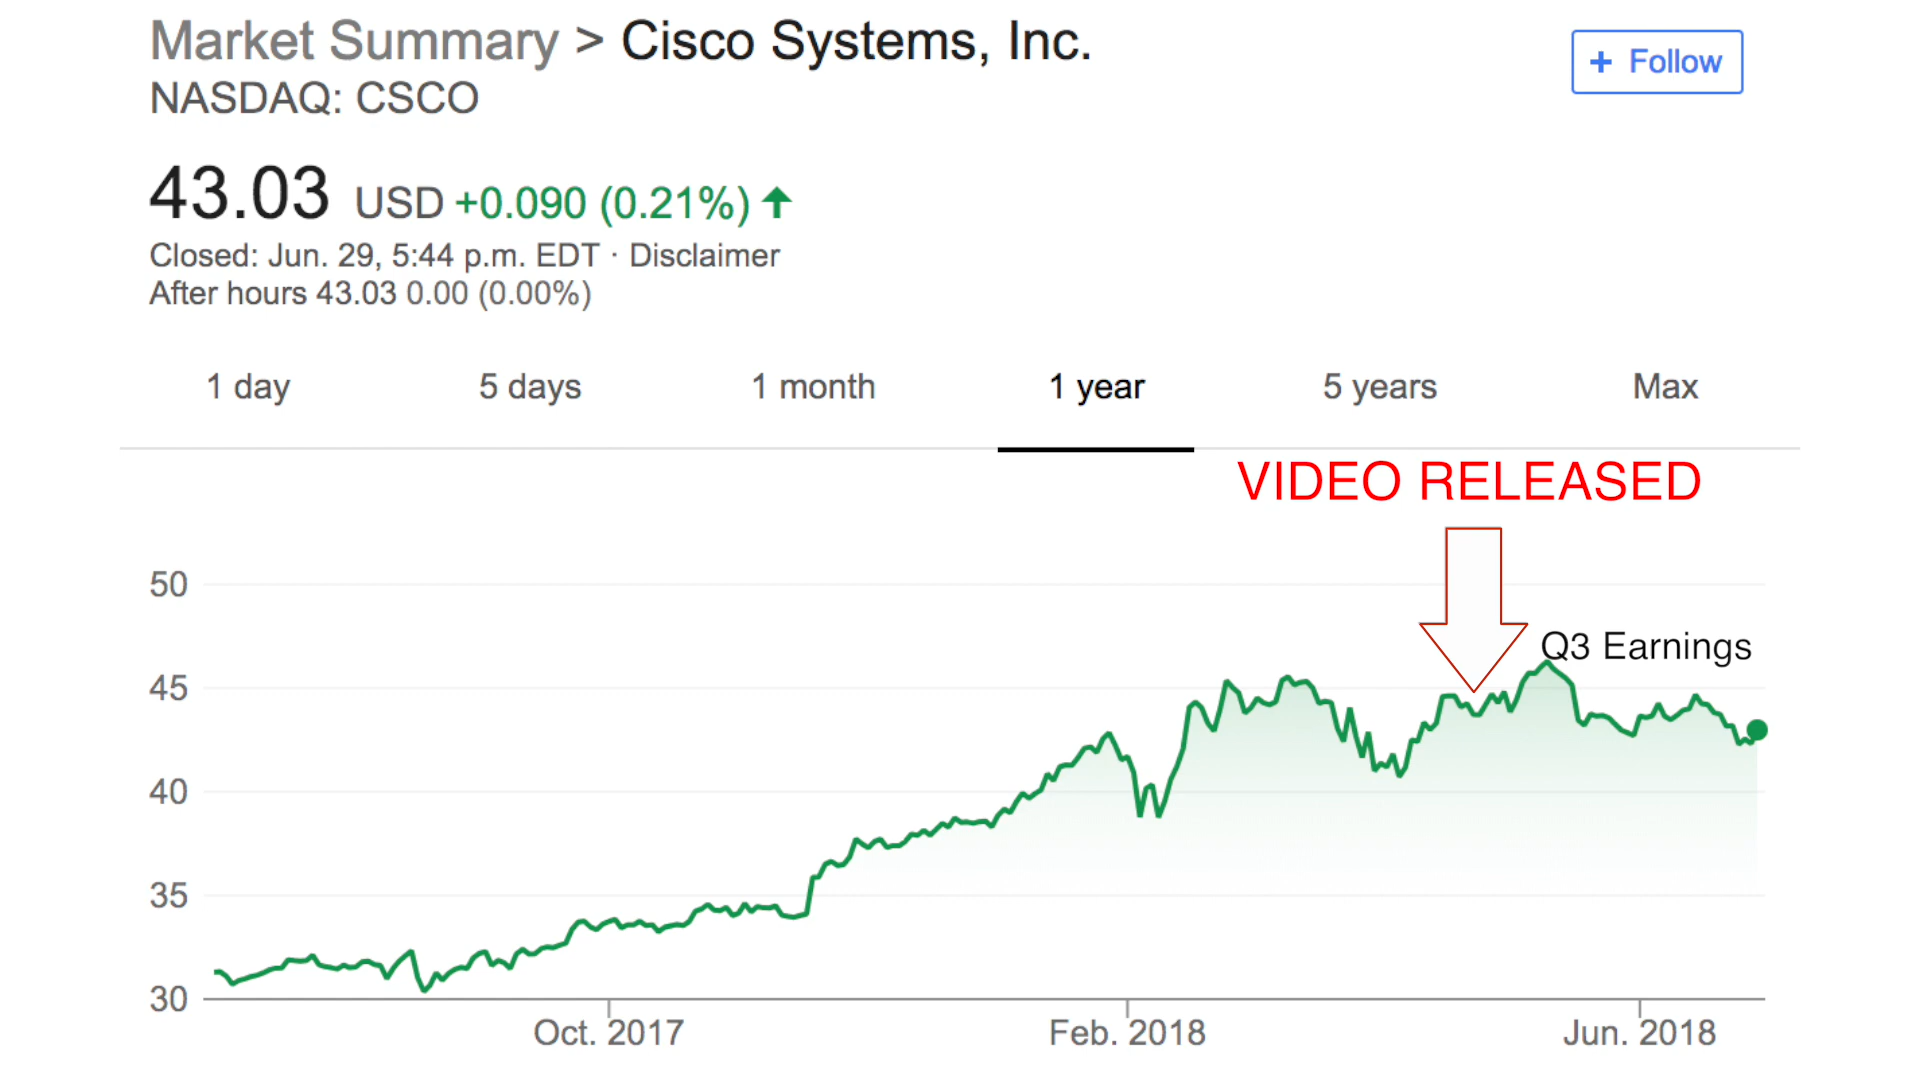 Market Summary > Cisco Systems, Inc.
+ Follow
NASDAQ: CSCO
43.03 USD +0.090 (0.21%)
Closed: Jun. 29, 5:44 p.m. EDT · Disclaimer
After hours 43.03 0.00 (0.00%)
1 day 5 days 1 month 1 year 5 years Max
VIDEO RELEASED
50
Q3 Earnings
45
40
35
30
Oct. 2017 Feb. 2018 Jun. 2018